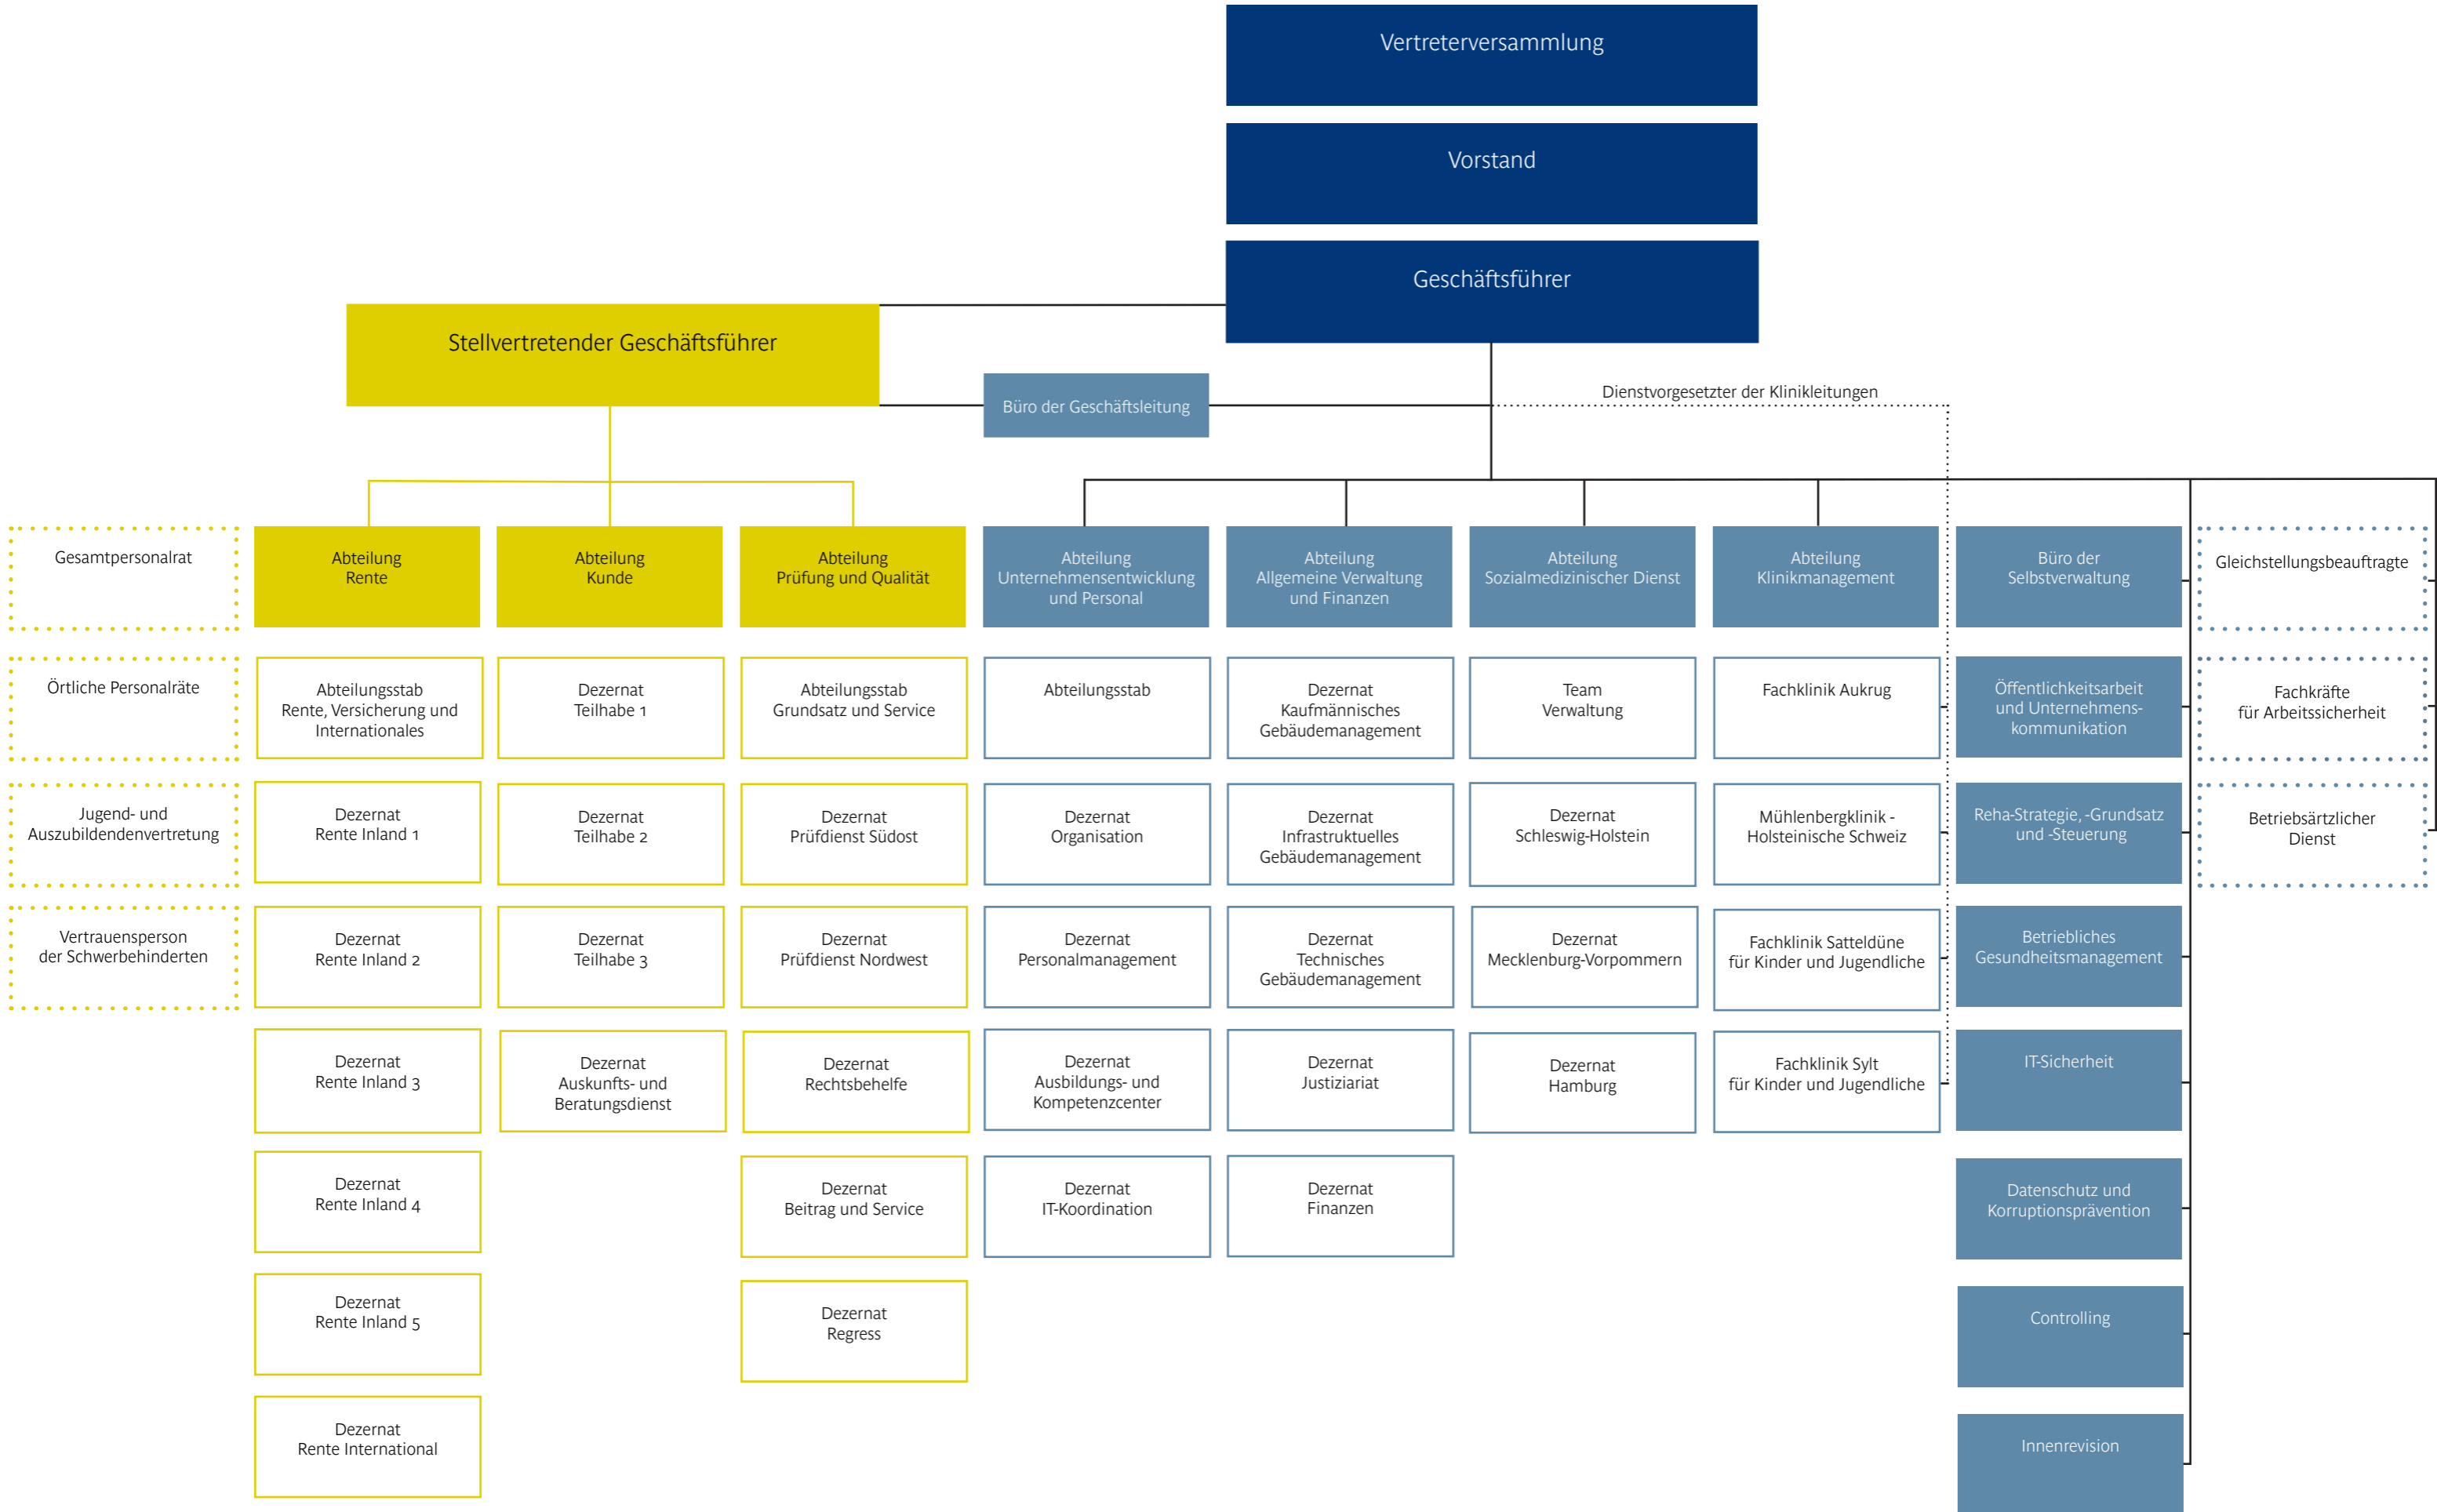 Vertreterversammlung
Vorstand
Geschäftsführer
Stellvertretender Geschäftsführer
Büro der Geschäftsleitung
Dienstvorgesetzter der Klinikleitungen
Gesamtpersonalrat
Örtliche Personalräte
Jugend- und
Auszubildendenvertretung
Vertrauensperson
der Schwerbehinderten
Abteilung
Rente
Abteilungsstab
Rente, Versicherung und
Internationales
Dezernat
Rente Inland 1
Dezernat
Rente Inland 2
Dezernat
Rente Inland 3
Dezernat
Rente Inland 4
Dezernat
Rente Inland 5
Dezernat
Rente International
Abteilung
Kunde
Dezernat
Teilhabe 1
Dezernat
Teilhabe 2
Dezernat
Teilhabe 3
Dezernat
Auskunfts- und
Beratungsdienst
Abteilung
Prüfung und Qualität
Abteilungsstab
Grundsatz und Service
Dezernat
Prüfdienst Südost
Dezernat
Prüfdienst Nordwest
Dezernat
Rechtsbehelfe
Dezernat
Beitrag und Service
Dezernat
Regress
Abteilung
Unternehmensentwicklung
und Personal
Abteilungsstab
Dezernat
Organisation
Dezernat
Personalmanagement
Dezernat
Ausbildungs- und
Kompetenzcenter
Dezernat
IT-Koordination
Abteilung
Allgemeine Verwaltung
und Finanzen
Dezernat
Kaufmännisches
Gebäudemanagement
Dezernat
Infrastruktuelles
Gebäudemanagement
Dezernat
Technisches
Gebäudemanagement
Dezernat
Justiziariat
Dezernat
Finanzen
Abteilung
Sozialmedizinischer Dienst
Team
Verwaltung
Dezernat
Schleswig-Holstein
Dezernat
Mecklenburg-Vorpommern
Dezernat
Hamburg
Abteilung
Klinikmanagement
Fachklinik Aukrug
Mühlenbergklinik -
Holsteinische Schweiz
Fachklinik Satteldüne
für Kinder und Jugendliche
Fachklinik Sylt
für Kinder und Jugendliche
Büro der
Selbstverwaltung
Öffentlichkeitsarbeit
und Unternehmens-
kommunikation
Reha-Strategie, -Grundsatz
und -Steuerung
Betriebliches
Gesundheitsmanagement
IT-Sicherheit
Datenschutz und
Korruptionsprävention
Controlling
Innenrevision
Gleichstellungsbeauftragte
Fachkräfte
für Arbeitssicherheit
Betriebsärztlicher
Dienst